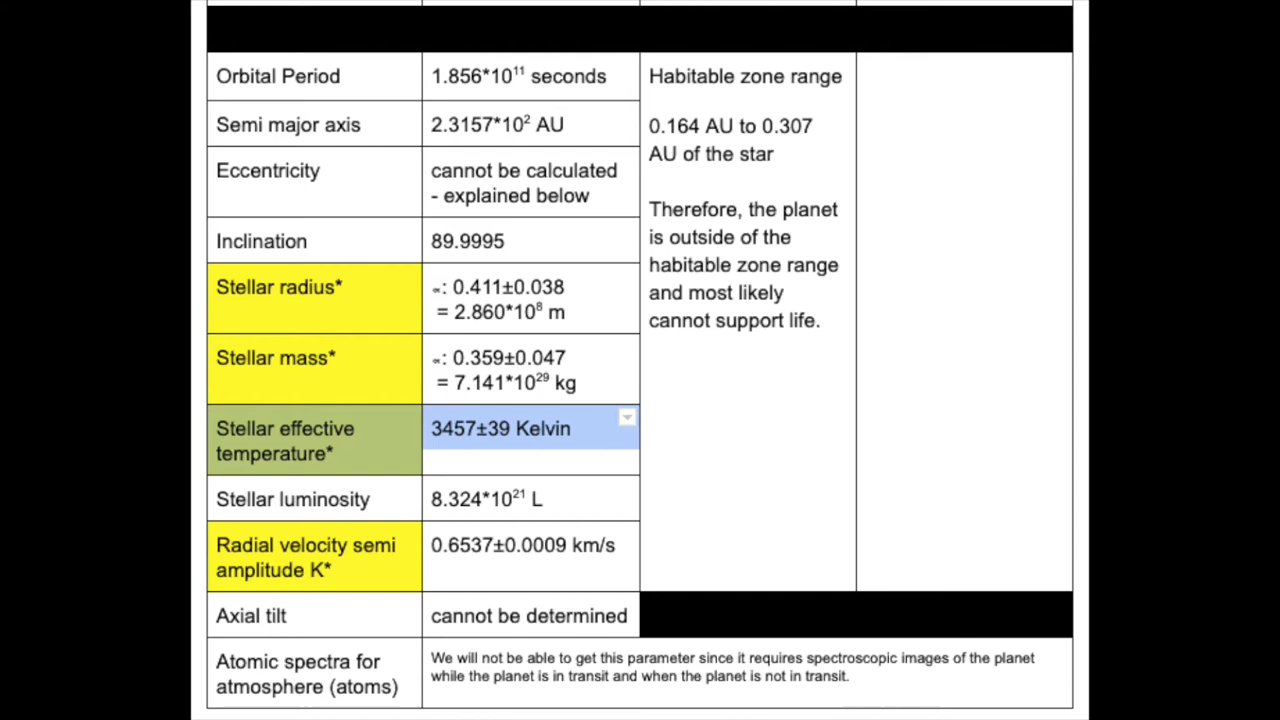 Orbital Period
1.856*10¹¹ seconds
Semi major axis
2.3157*10² AU
Eccentricity
cannot be calculated
- explained below
Inclination
89.9995
Stellar radius*
: 0.411±0.038
= 2.860*10⁸ m
Stellar mass*
: 0.359±0.047
= 7.141*10²⁹ kg
Stellar effective
temperature*
3457±39 Kelvin
Stellar luminosity
8.324*10²¹ L
Radial velocity semi
amplitude K*
0.6537±0.0009 km/s
Habitable zone range
0.164 AU to 0.307
AU of the star
Therefore, the planet
is outside of the
habitable zone range
and most likely
cannot support life.
Axial tilt
cannot be determined
Atomic spectra for
atmosphere (atoms)
We will not be able to get this parameter since it requires spectroscopic images of the planet
while the planet is in transit and when the planet is not in transit.